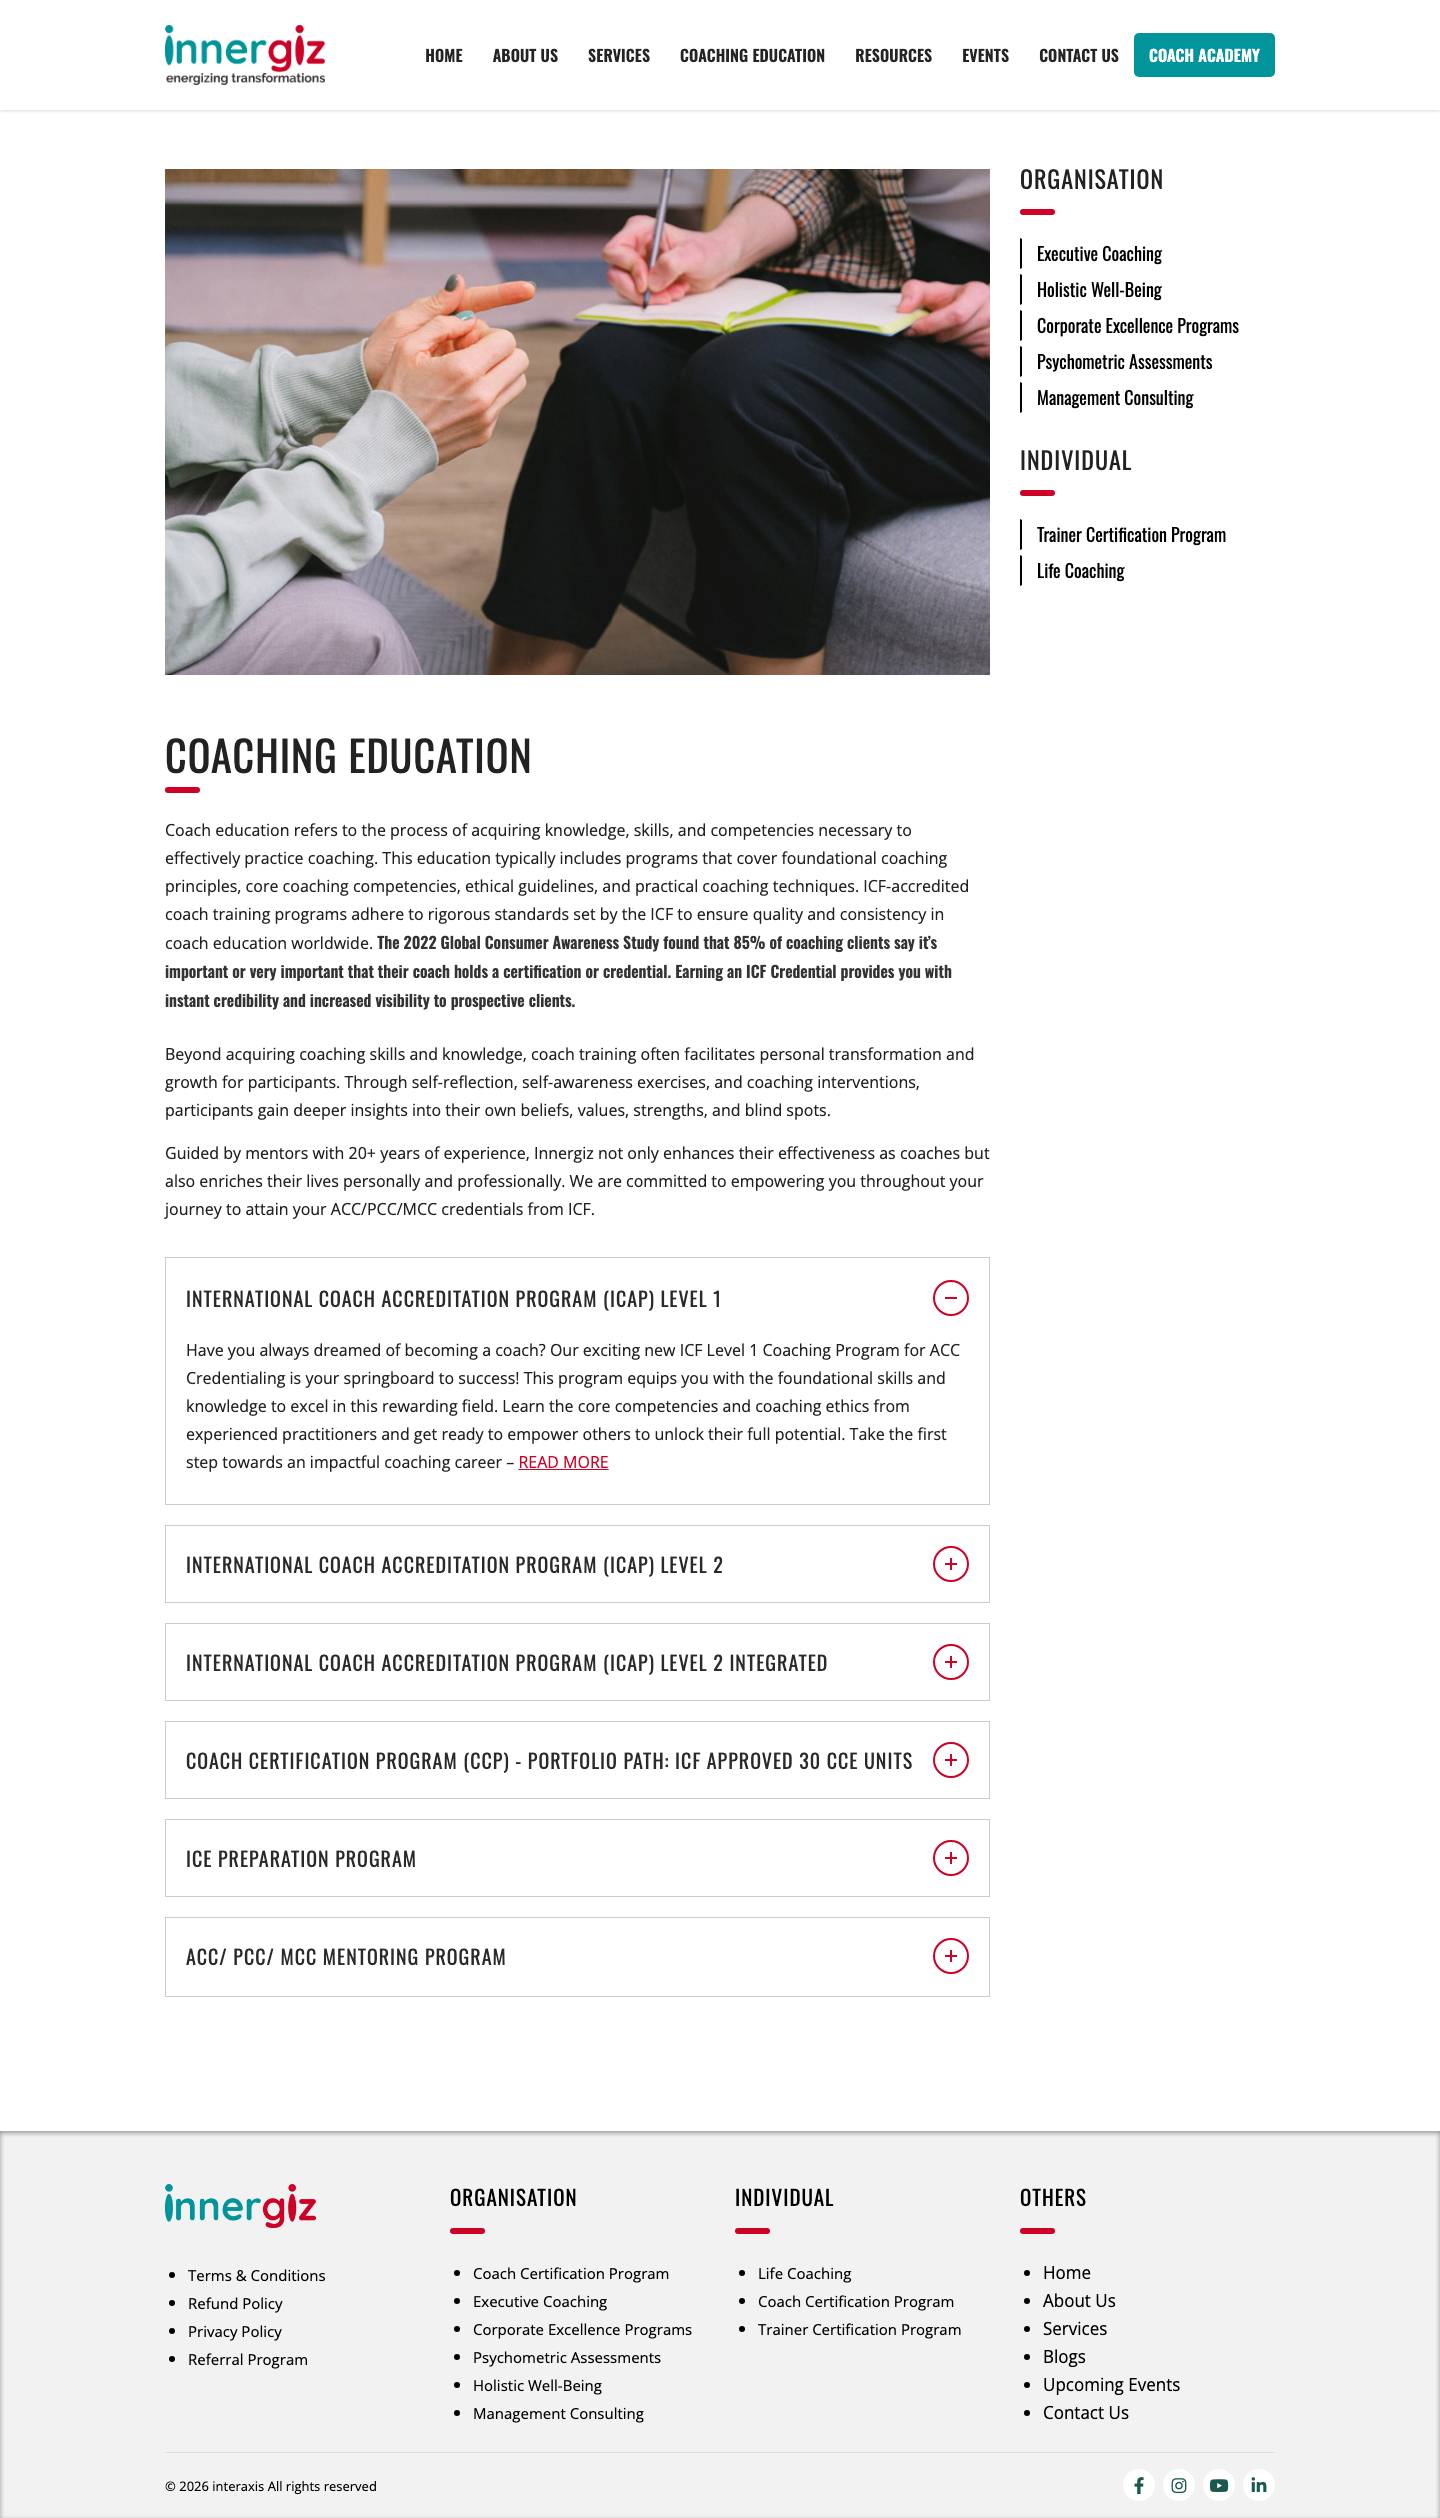 innergiz
energizing transformations
HOME ABOUT US SERVICES COACHING EDUCATION RESOURCES EVENTS CONTACT US COACH ACADEMY
ORGANISATION
Executive Coaching
Holistic Well-Being
Corporate Excellence Programs
Psychometric Assessments
Management Consulting
INDIVIDUAL
Trainer Certification Program
Life Coaching
COACHING EDUCATION
Coach education refers to the process of acquiring knowledge, skills, and competencies necessary to
effectively practice coaching. This education typically includes programs that cover foundational coaching
principles, core coaching competencies, ethical guidelines, and practical coaching techniques. ICF-accredited
coach training programs adhere to rigorous standards set by the ICF to ensure quality and consistency in
coach education worldwide. The 2022 Global Consumer Awareness Study found that 85% of coaching clients say it’s
important or very important that their coach holds a certification or credential. Earning an ICF Credential provides you with
instant credibility and increased visibility to prospective clients.
Beyond acquiring coaching skills and knowledge, coach training often facilitates personal transformation and
growth for participants. Through self-reflection, self-awareness exercises, and coaching interventions,
participants gain deeper insights into their own beliefs, values, strengths, and blind spots.
Guided by mentors with 20+ years of experience, Innergiz not only enhances their effectiveness as coaches but
also enriches their lives personally and professionally. We are committed to empowering you throughout your
journey to attain your ACC/PCC/MCC credentials from ICF.
INTERNATIONAL COACH ACCREDITATION PROGRAM (ICAP) LEVEL 1
Have you always dreamed of becoming a coach? Our exciting new ICF Level 1 Coaching Program for ACC
Credentialing is your springboard to success! This program equips you with the foundational skills and
knowledge to excel in this rewarding field. Learn the core competencies and coaching ethics from
experienced practitioners and get ready to empower others to unlock their full potential. Take the first
step towards an impactful coaching career – READ MORE
INTERNATIONAL COACH ACCREDITATION PROGRAM (ICAP) LEVEL 2
INTERNATIONAL COACH ACCREDITATION PROGRAM (ICAP) LEVEL 2 INTEGRATED
COACH CERTIFICATION PROGRAM (CCP) - PORTFOLIO PATH: ICF APPROVED 30 CCE UNITS
ICE PREPARATION PROGRAM
ACC/ PCC/ MCC MENTORING PROGRAM
innergiz
Terms & Conditions
Refund Policy
Privacy Policy
Referral Program
ORGANISATION
Coach Certification Program
Executive Coaching
Corporate Excellence Programs
Psychometric Assessments
Holistic Well-Being
Management Consulting
INDIVIDUAL
Life Coaching
Coach Certification Program
Trainer Certification Program
OTHERS
Home
About Us
Services
Blogs
Upcoming Events
Contact Us
© 2026 interaxis All rights reserved